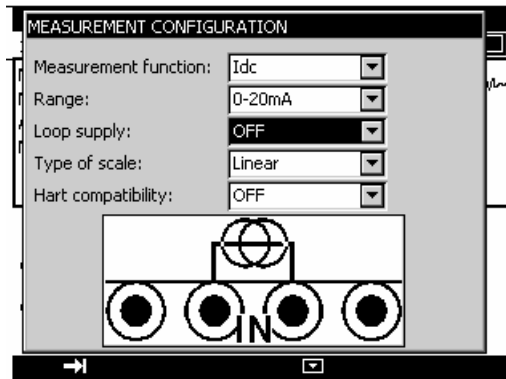 MEASUREMENT CONFIGURATION
Measurement function: Idc
Range: 0-20mA
Loop supply: OFF
Type of scale: Linear
Hart compatibility: OFF
IN